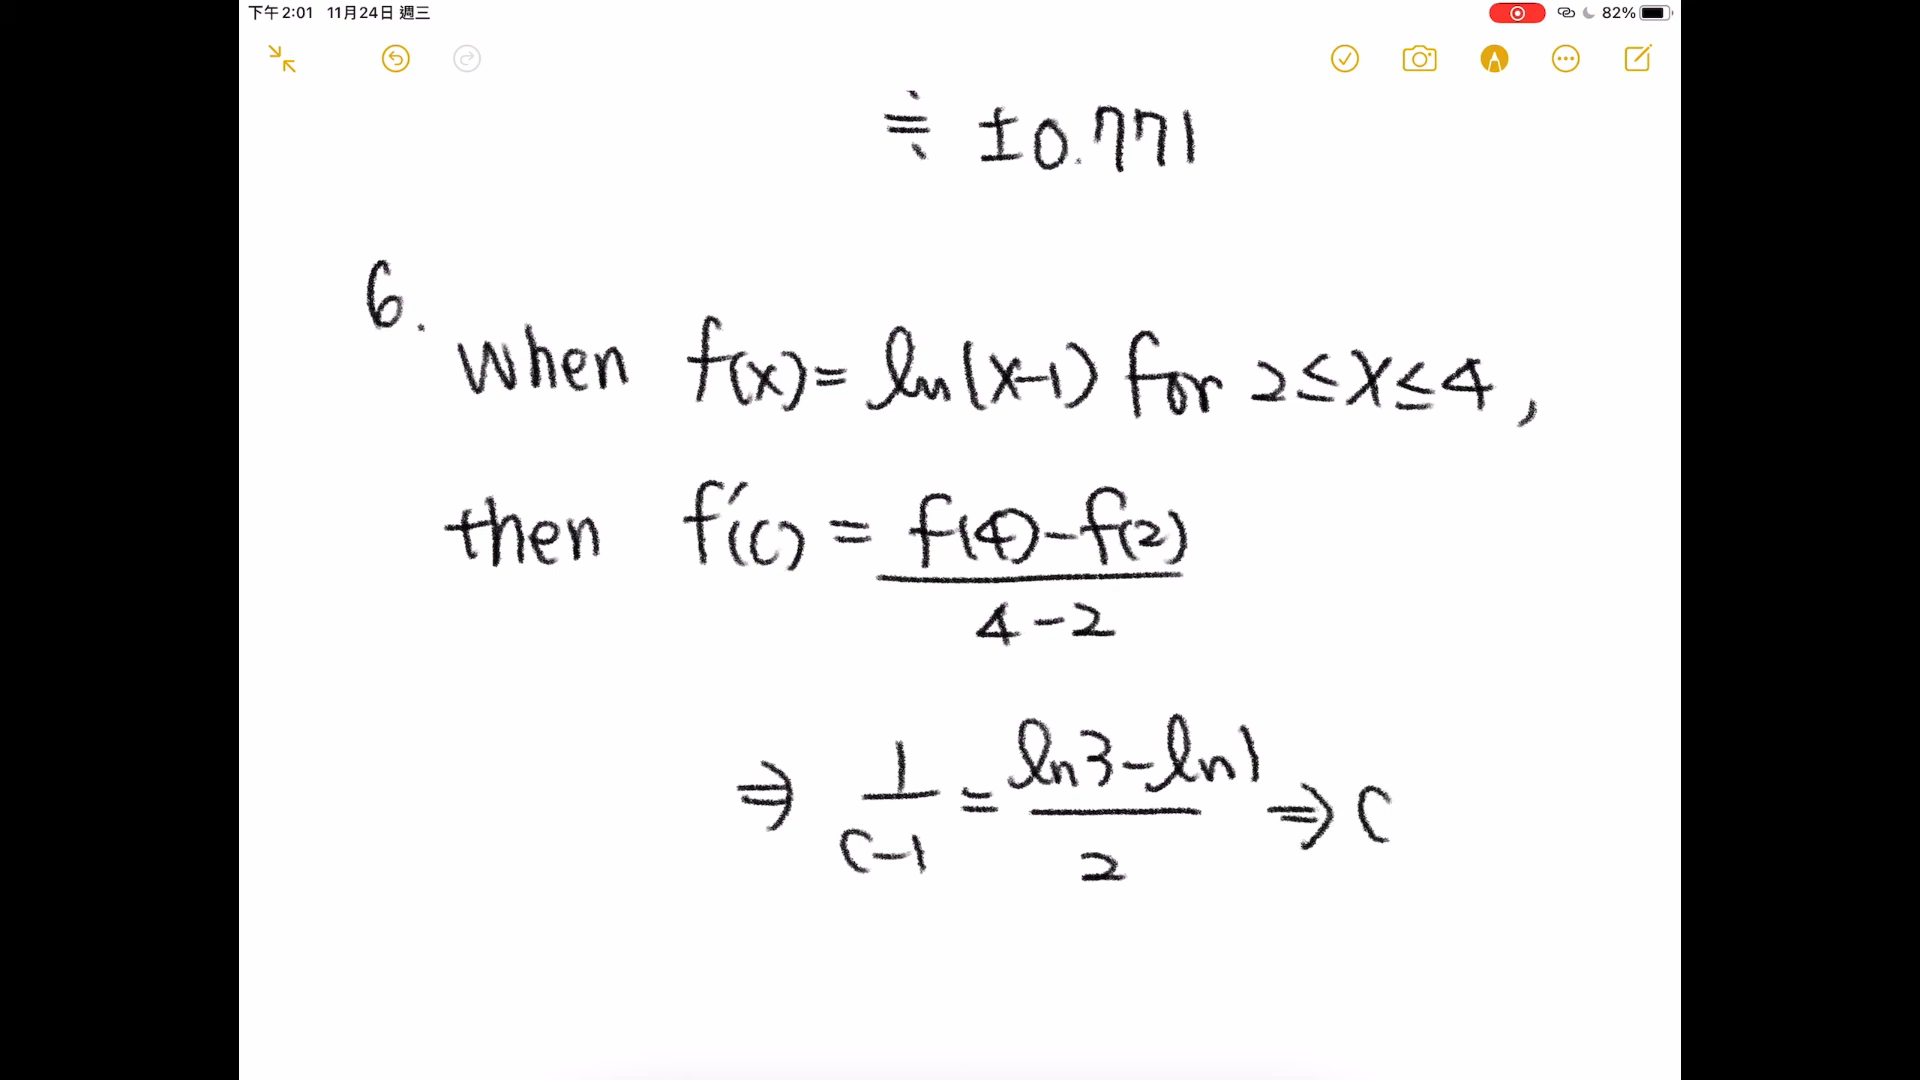 下午2:01 11月24日 週三 82%
≒ ±0.771
6.
When f(x)= ln(x-1) for 2≤x≤4,
then f'(c) = f(4)-f(2)
4-2
⇒ 1 = ln3-ln1 ⇒ c
c-1 2